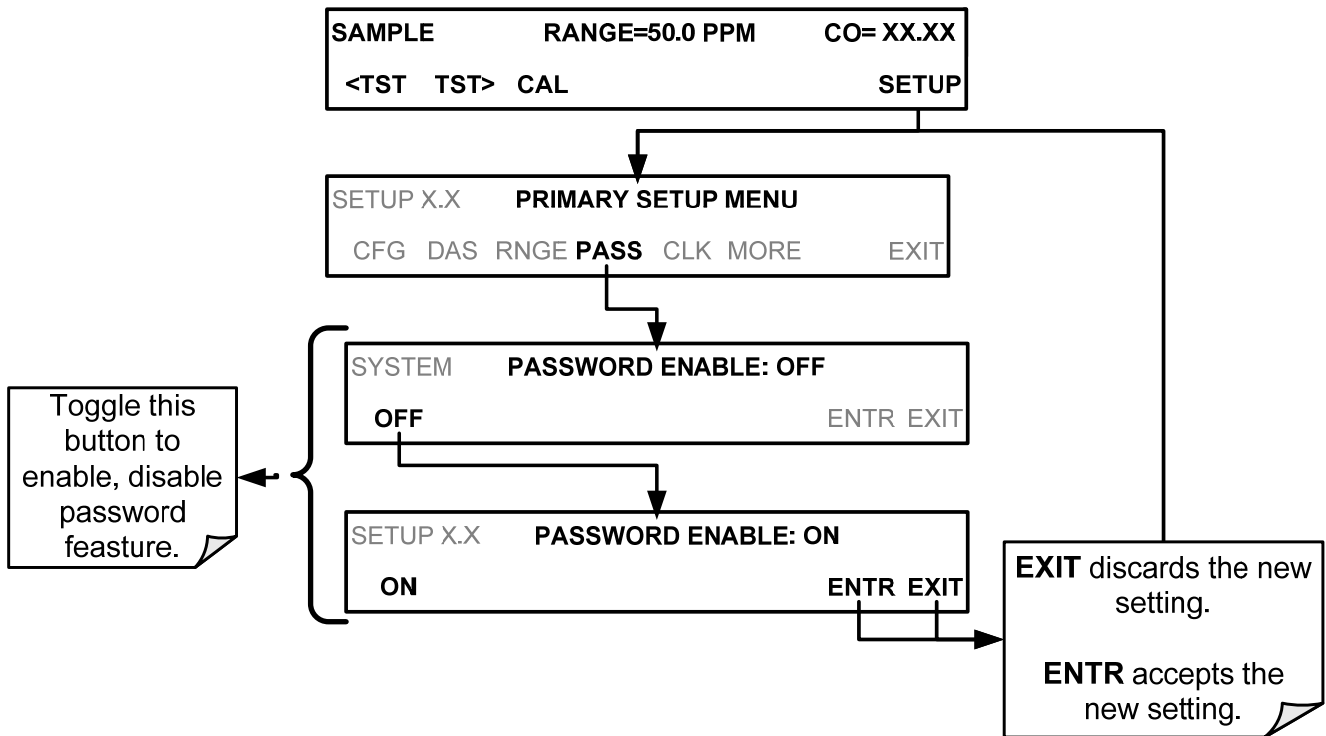 SAMPLE RANGE=50.0 PPM CO= XX.XX
<TST TST> CAL SETUP
SETUP X.X PRIMARY SETUP MENU
CFG DAS RNGE PASS CLK MORE EXIT
SYSTEM PASSWORD ENABLE: OFF
OFF ENTR EXIT
Toggle this
button to
enable, disable
password
feasture.
SETUP X.X PASSWORD ENABLE: ON
ON ENTR EXIT
EXIT discards the new
setting.
ENTR accepts the
new setting.